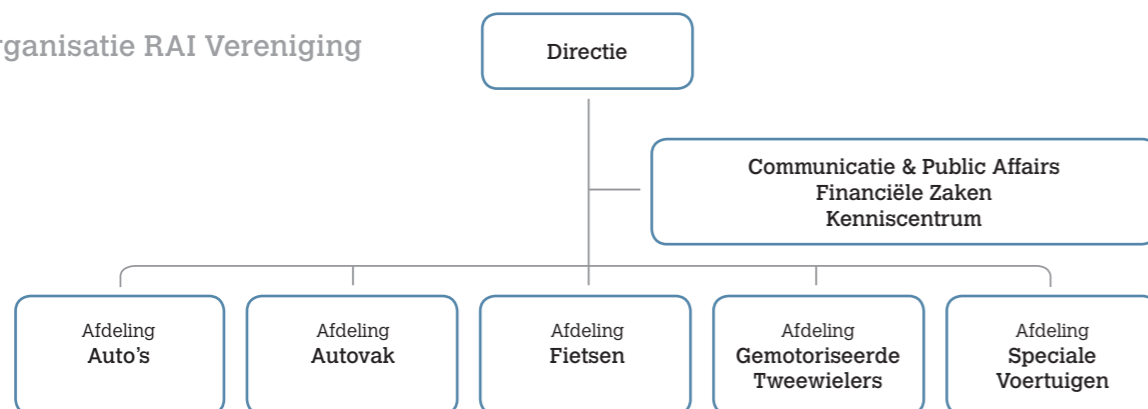 rganisatie RAI Vereniging
Directie
Communicatie & Public Affairs
Financiële Zaken
Kenniscentrum
Afdeling
Auto's
Afdeling
Autovak
Afdeling
Fietsen
Afdeling
Gemotoriseerde
Tweewielers
Afdeling
Speciale
Voertuigen